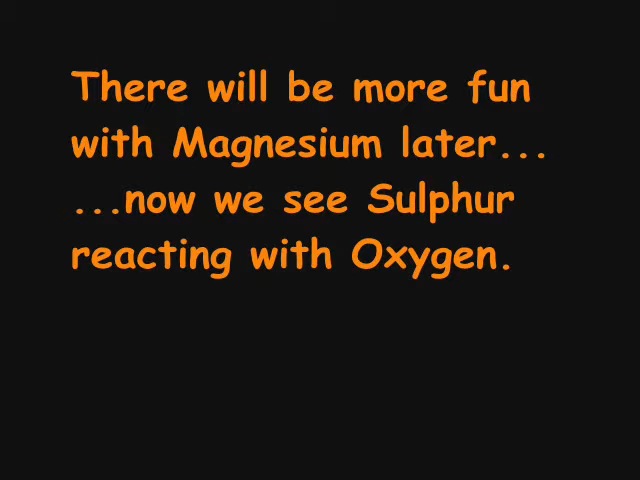 There will be more fun
with Magnesium later...
...now we see Sulphur
reacting with Oxygen.